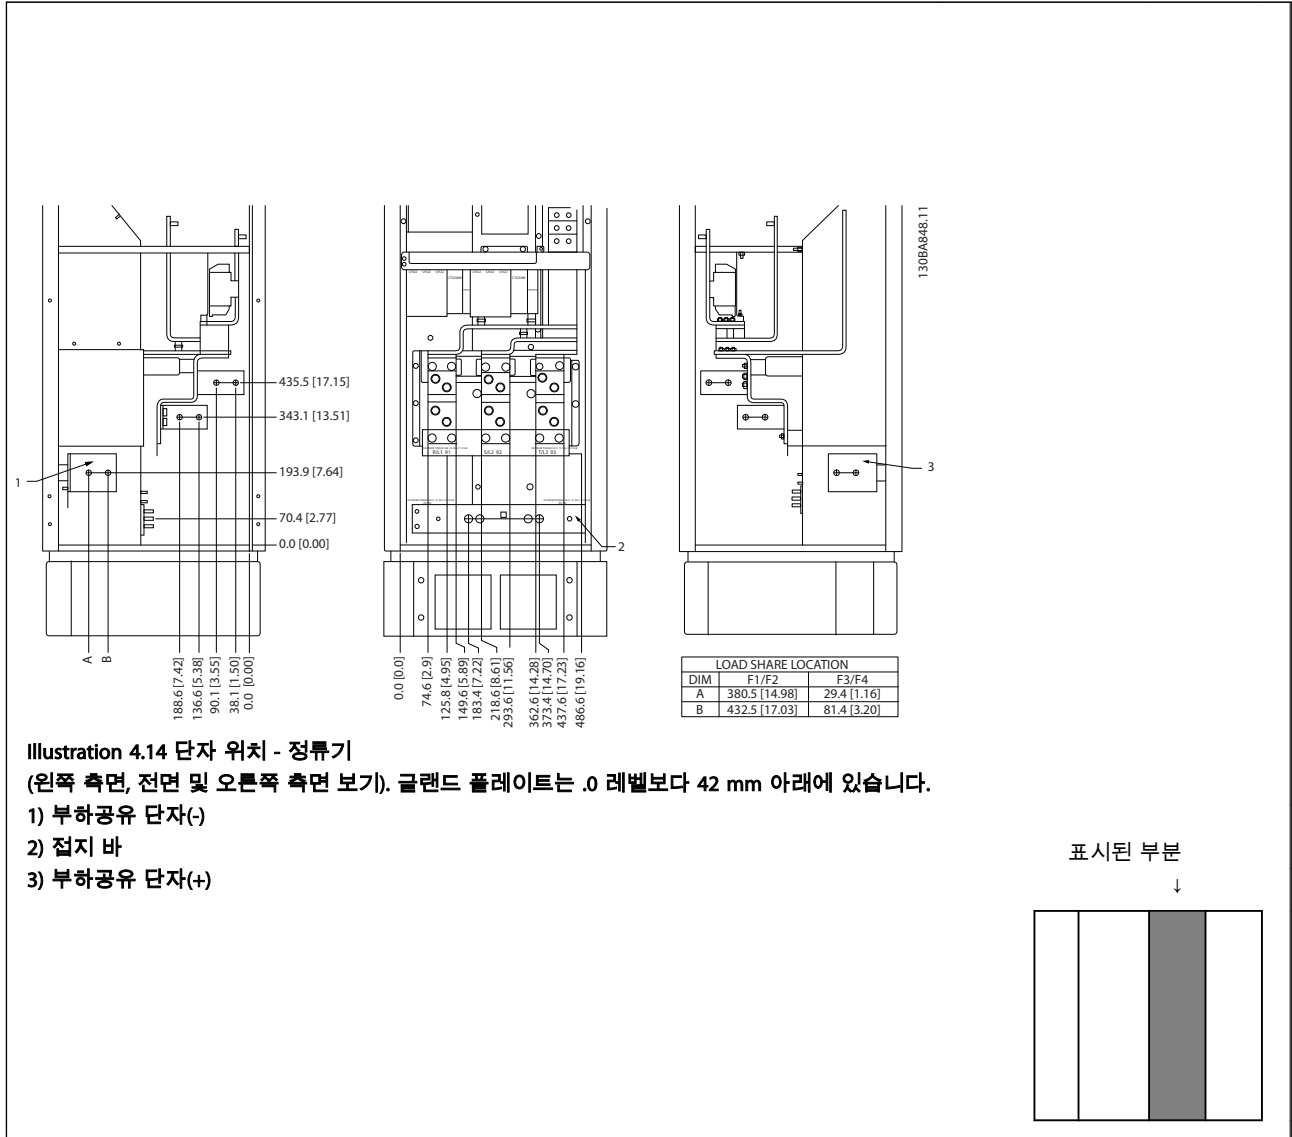 130BA848.11
435.5 [17.15]
343.1 [13.51]
193.9 [7.64]
70.4 [2.77]
0.0 [0.00]
1
2
3
R/L1 91
S/L2 92
T/L3 93
A
B
188.6 [7.42]
136.6 [5.38]
90.1 [3.55]
38.1 [1.50]
0.0 [0.00]
0.0 [0.0]
74.6 [2.9]
125.8 [4.95]
149.6 [5.89]
183.4 [7.22]
218.6 [8.61]
293.6 [11.56]
362.6 [14.28]
373.4 [14.70]
437.6 [17.23]
486.6 [19.16]
LOAD SHARE LOCATION
DIM F1/F2 F3/F4
A 380.5 [14.98] 29.4 [1.16]
B 432.5 [17.03] 81.4 [3.20]
Illustration 4.14 단자 위치 - 정류기
(왼쪽 측면, 전면 및 오른쪽 측면 보기). 글랜드 플레이트는 .0 레벨보다 42 mm 아래에 있습니다.
1) 부하공유 단자(-)
2) 접지 바
3) 부하공유 단자(+)
표시된 부분
↓